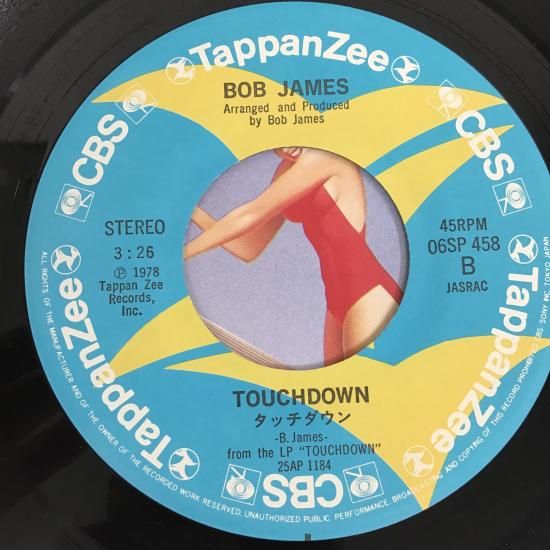 TappanZee
CBS
CBS
BOB JAMES
Arranged and Produced
by Bob James
STEREO
3:26
Ⓟ 1978
Tappan Zee
Records,
Inc.
45RPM
06SP 458
B
JASRAC
TappanZee
TappanZee
TOUCHDOWN
タッチダウン
-B. James-
from the LP "TOUCHDOWN"
25AP 1184
CBS
ALL RIGHTS OF THE MANUFACTURER AND OF THE OWNER OF THE RECORDED WORK RESERVED. UNAUTHORIZED PUBLIC PERFORMANCE, BROADCASTING AND COPYING OF THIS RECORD PROHIBITED. CBS/SONY INC. TOKYO, JAPAN